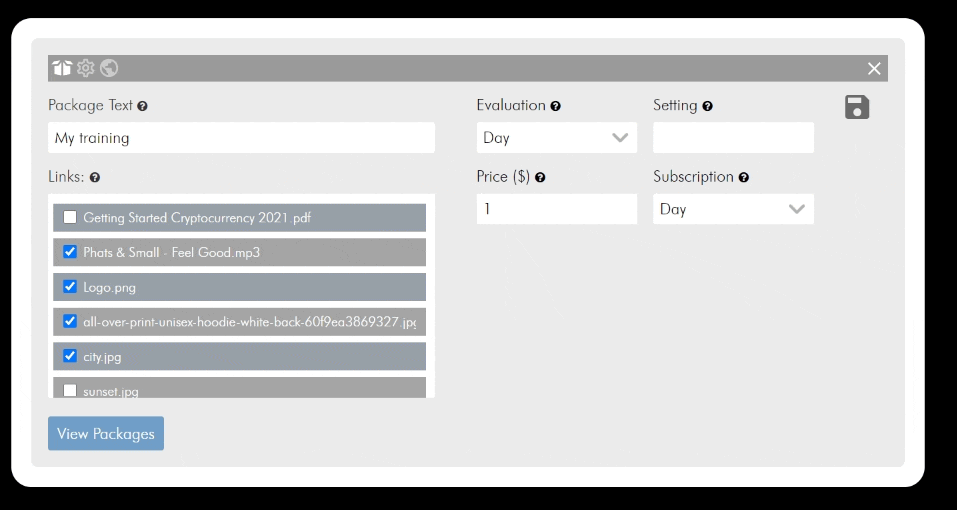 Package Text ?
My training
Links: ?
Getting Started Cryptocurrency 2021.pdf
Phats & Small - Feel Good.mp3
Logo.png
all-over-print-unisex-hoodie-white-back-60f9ea3869327.jpg
city.jpg
sunset.jpg
View Packages
Evaluation ?
Day
Setting ?
Price ($) ?
1
Subscription ?
Day